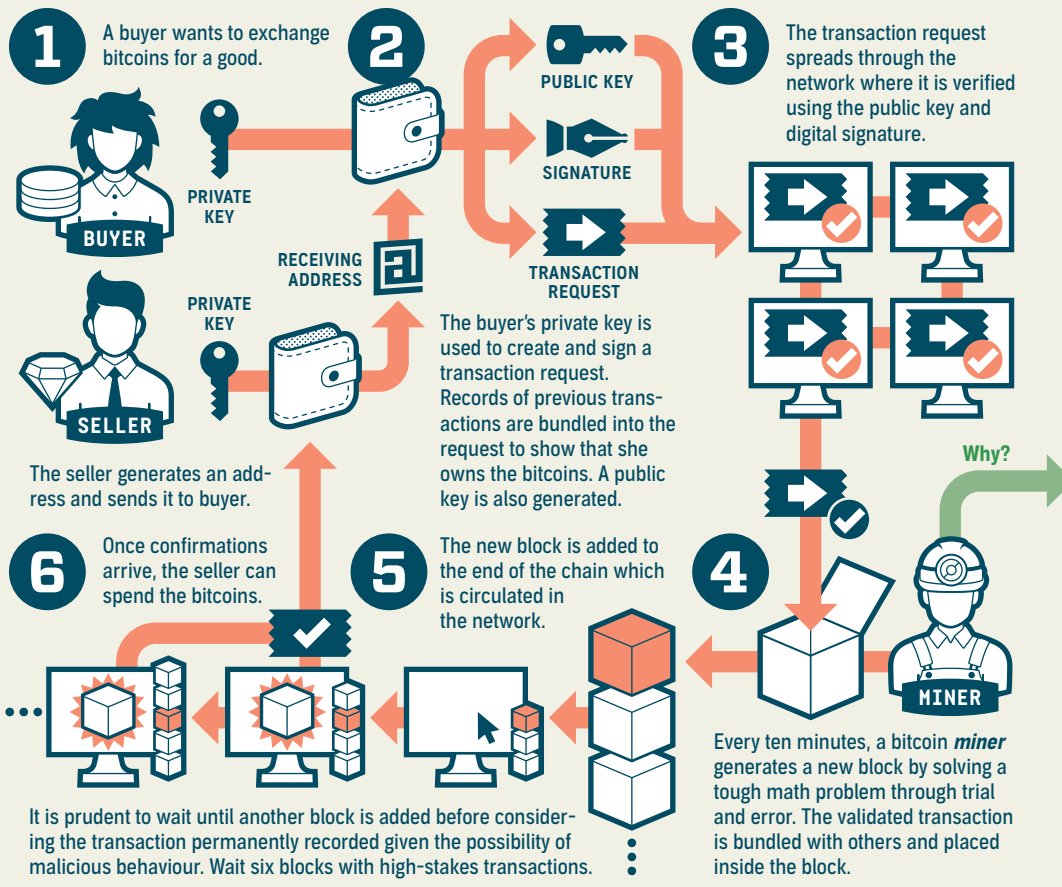 1
A buyer wants to exchange
bitcoins for a good.
BUYER
PRIVATE
KEY
SELLER
PRIVATE
KEY
The seller generates an add-
ress and sends it to buyer.
2
RECEIVING
ADDRESS
a
PUBLIC KEY
SIGNATURE
TRANSACTION
REQUEST
The buyer’s private key is
used to create and sign a
transaction request.
Records of previous trans-
actions are bundled into the
request to show that she
owns the bitcoins. A public
key is also generated.
3
The transaction request
spreads through the
network where it is verified
using the public key and
digital signature.
Why?
4
MINER
Every ten minutes, a bitcoin miner
generates a new block by solving a
tough math problem through trial
and error. The validated transaction
is bundled with others and placed
inside the block.
5
The new block is added to
the end of the chain which
is circulated in
the network.
6
Once confirmations
arrive, the seller can
spend the bitcoins.
It is prudent to wait until another block is added before consider-
ing the transaction permanently recorded given the possibility of
malicious behaviour. Wait six blocks with high-stakes transactions.